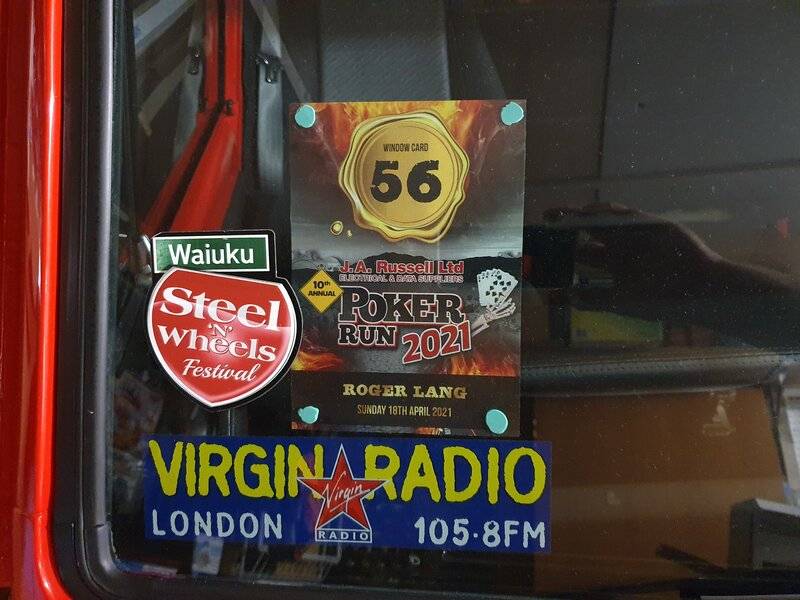 WINDOW CARD
56
J.A. Russell Ltd
ELECTRICAL & DATA SUPPLIERS
10th
ANNUAL
POKER
RUN 2021
ROGER LANG
SUNDAY 18TH APRIL 2021
Waiuku
Steel
'N'
Wheels
Festival
VIRGIN RADIO
Virgin
RADIO
LONDON 105·8FM